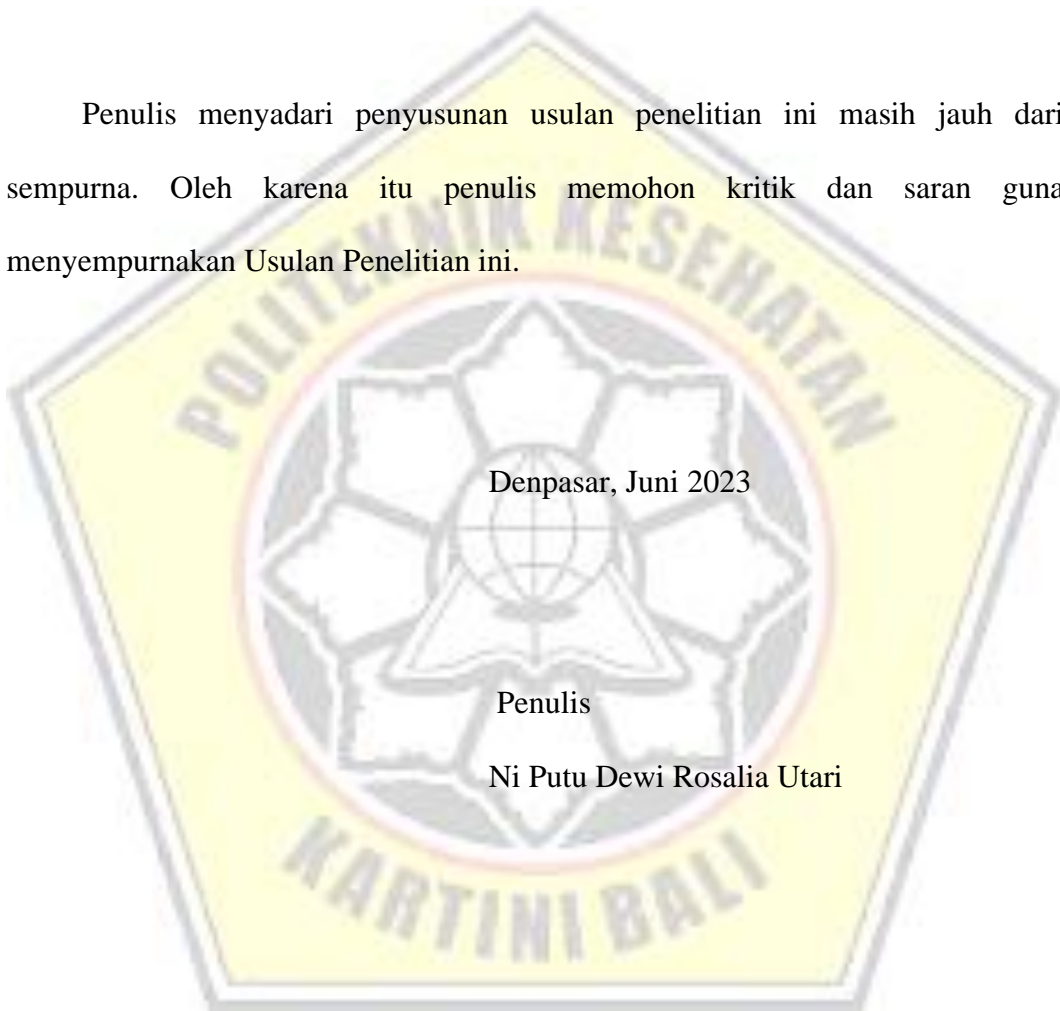 Penulis menyadari penyusunan usulan penelitian ini masih jauh dari
sempurna. Oleh karena itu penulis memohon kritik dan saran guna
menyempurnakan Usulan Penelitian ini.
POLITEKNIK KESEHATAN
Denpasar, Juni 2023
Penulis
Ni Putu Dewi Rosalia Utari
KARTINI BALI